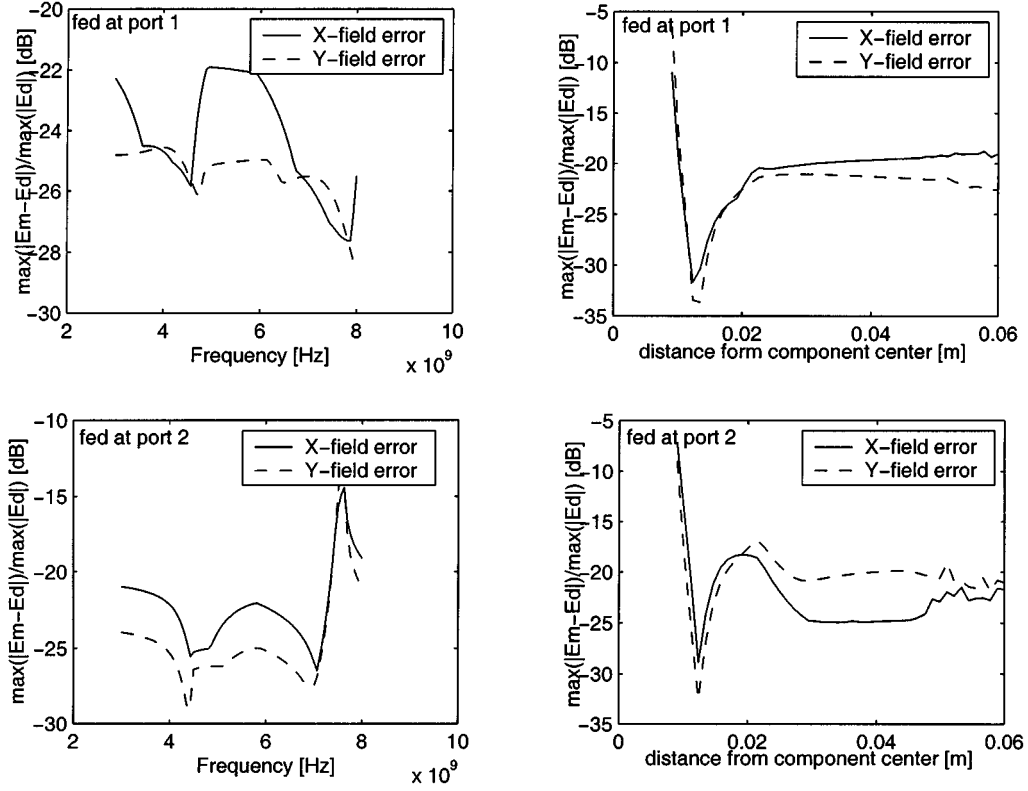 −20
fed at port 1
X−field error
Y−field error
−22
−24
−26
−28
−30
max(|Em−Ed|)/max(|Ed|) [dB]
2
4
6
8
10
Frequency [Hz]
x 10^9
−5
fed at port 1
X−field error
Y−field error
−10
−15
−20
−25
−30
−35
max(|Em−Ed|)/max(|Ed|) [dB]
0
0.02
0.04
0.06
distance form component center [m]
−10
fed at port 2
X−field error
Y−field error
−15
−20
−25
−30
max(|Em−Ed|)/max(|Ed|) [dB]
2
4
6
8
10
Frequency [Hz]
x 10^9
−5
fed at port 2
X−field error
Y−field error
−10
−15
−20
−25
−30
−35
max(|Em−Ed|)/max(|Ed|) [dB]
0
0.02
0.04
0.06
distance from component center [m]